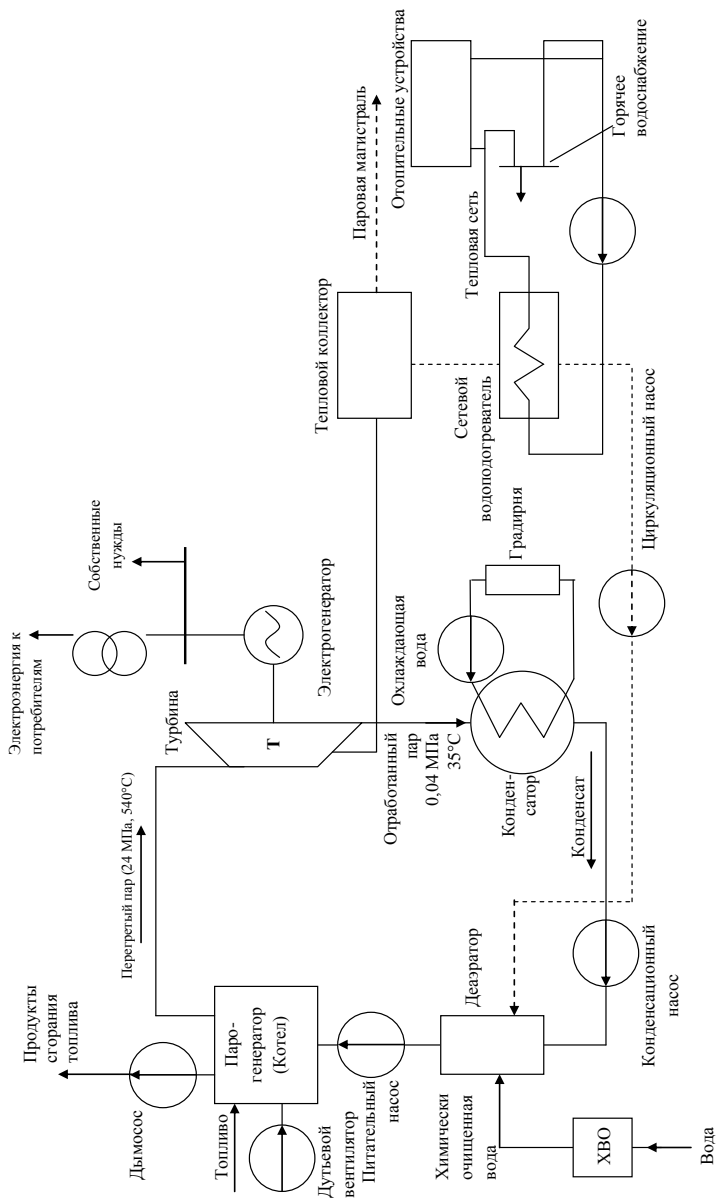 Электроэнергия к
потребителям
Собственные
нужды
Продукты
сгорания
топлива
Дымосос
Перегретый пар (24 МПа, 540°С)
Турбина
Т
Электрогенератор
Топливо
Паро-
генератор
(Котел)
Дутьевой
вентилятор
Питательный
насос
Отработанный
пар
0,04 МПа
35°С
Охлаждающая
вода
Градирня
Конден-
сатор
Конденсат
Тепловой коллектор
Паровая магистраль
Сетевой
водоподогреватель
Тепловая сеть
Отопительные устройства
Горячее
водоснабжение
Циркуляционный насос
Деаэратор
Химически
очищенная
вода
Конденсационный
насос
ХВО
Вода